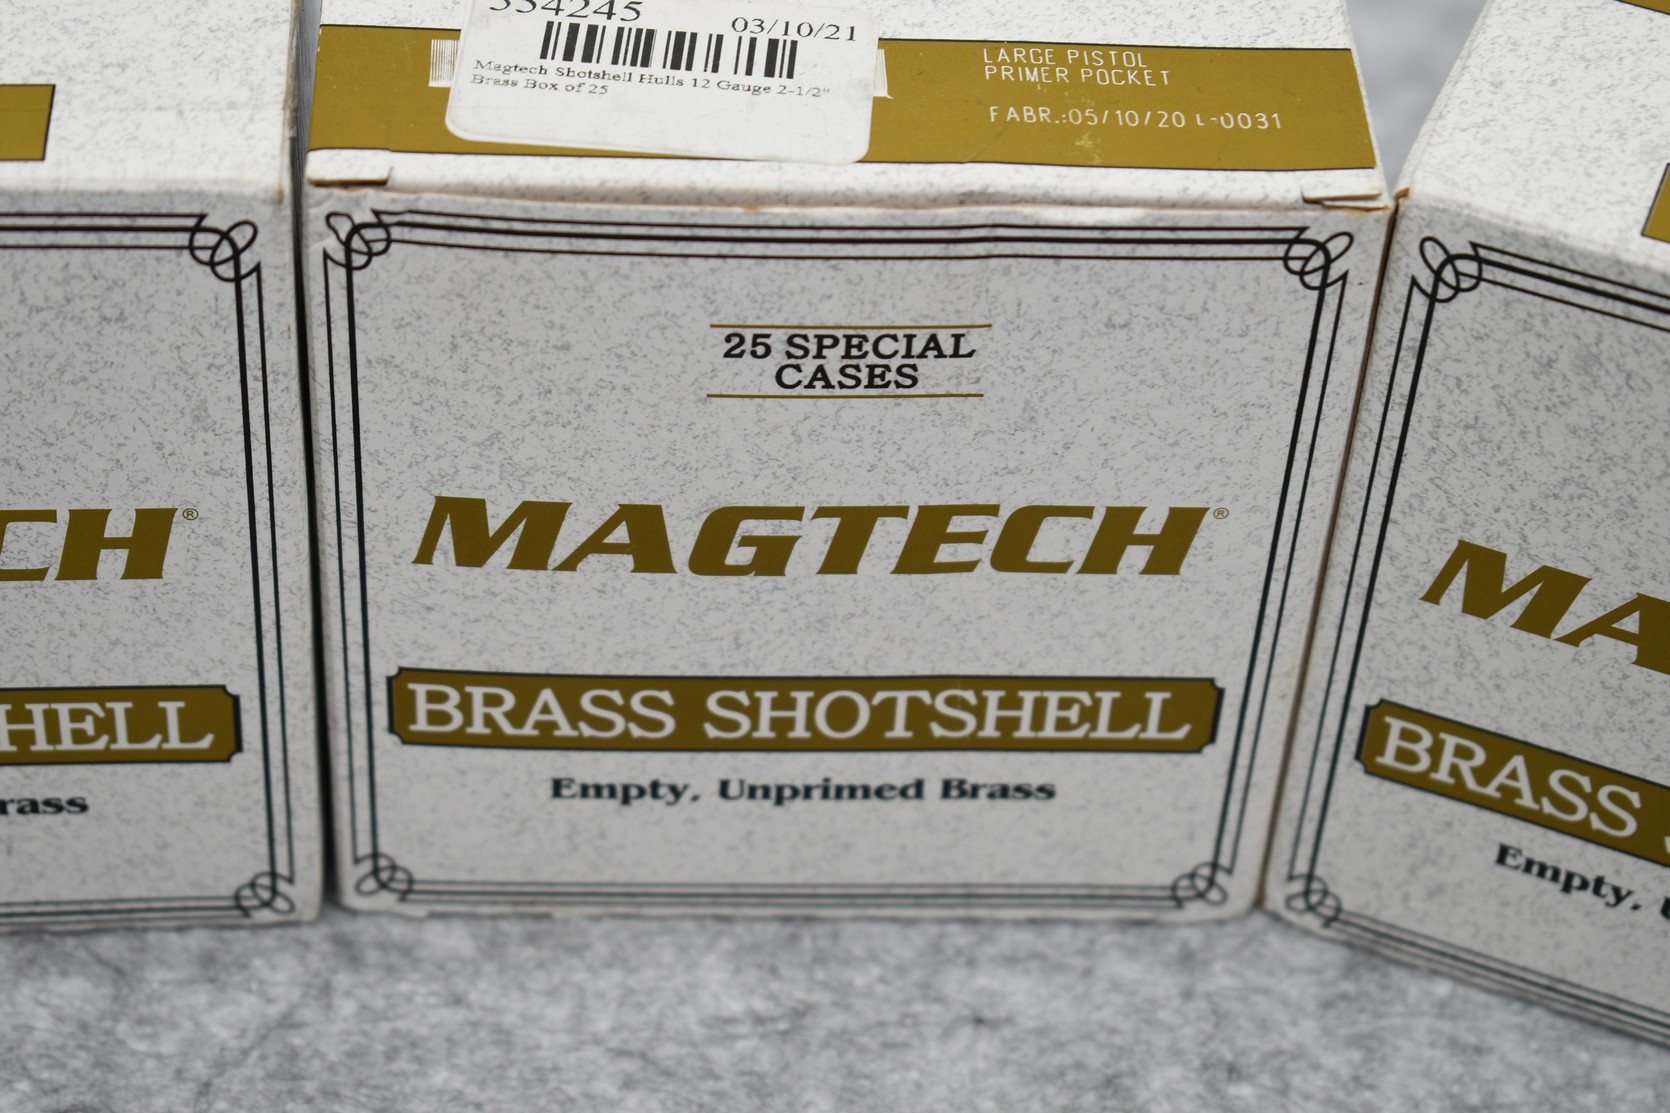 554245
03/10/21
Magtech Shotshell Hulls 12 Gauge 2-1/2"
Brass Box of 25
LARGE PISTOL
PRIMER POCKET
FABR.:05/10/20 L-0031
25 SPECIAL
CASES
MAGTECH®
BRASS SHOTSHELL
Empty, Unprimed Brass
CH®
HELL
rass
MA
BRASS
Empty,